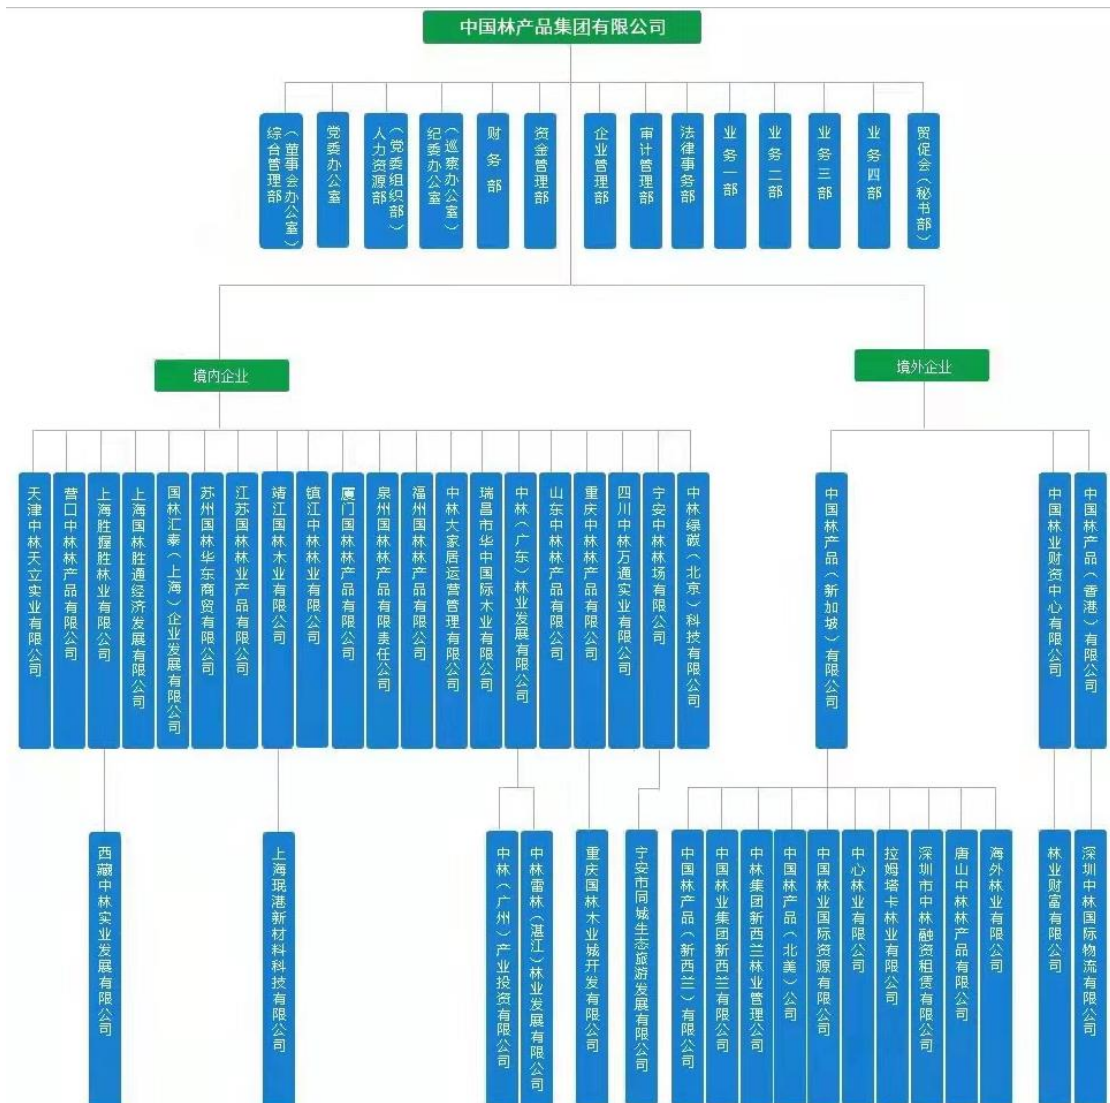 中国林产品集团有限公司
综合管理部
（董事会办公室）
党委办公室
人力资源部
（党委组织部）
纪委办公室
（巡察办公室）
财务部
资金管理部
企业管理部
审计管理部
法律事务部
业务一部
业务二部
业务三部
业务四部
贸促会（秘书部）
境内企业
境外企业
天津中林天立实业有限公司
营口中林林产品有限公司
上海胜握胜林业有限公司
上海国林胜通经济发展有限公司
国林汇泰（上海）企业发展有限公司
苏州国林华东商贸有限公司
江苏国林林业产品有限公司
靖江国林木业有限公司
镇江中林林业有限公司
厦门国林林产品有限公司
泉州国林林产品有限责任公司
福州国林林产品有限公司
中林大家居运营管理有限公司
瑞昌市华中国际木业有限公司
中林（广东）林业发展有限公司
山东中林林产品有限公司
重庆中林林产品有限公司
四川中林万通实业有限公司
宁安中林林场有限公司
中林绿碳（北京）科技有限公司
中国林产品（新加坡）有限公司
中国林业财资中心有限公司
中国林产品（香港）有限公司
西藏中林实业发展有限公司
上海珉港新材料科技有限公司
中林（广州）产业投资有限公司
中林雷林（湛江）林业发展有限公司
重庆国林木业城开发有限公司
宁安市同城生态旅游发展有限公司
中国林产品（新西兰）有限公司
中国林业集团新西兰有限公司
中林集团新西兰林业管理公司
中国林产品（北美）公司
中国林业国际资源有限公司
中心林业有限公司
拉姆塔卡林业有限公司
深圳市中林融资租赁有限公司
唐山中林林产品有限公司
海外林业有限公司
林业财富有限公司
深圳中林国际物流有限公司